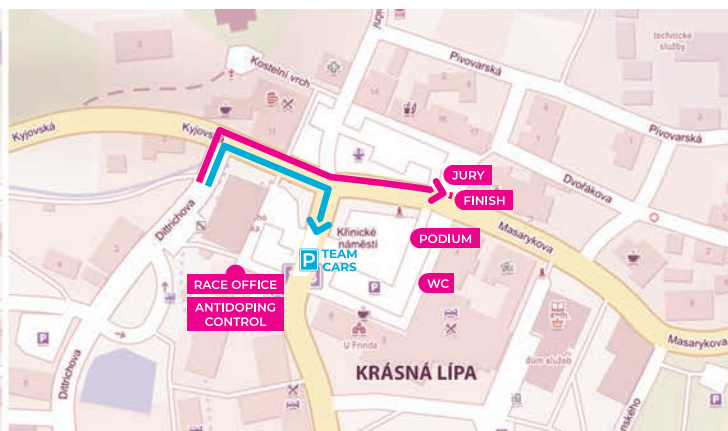 technické
služby
Pivovarská
Kostelní vrch
Kyjovská
Kyjovská
Pivovarská
JURY
Dvořákova
FINISH
Dittrichova
Masarykova
Křinické
náměstí
PODIUM
P TEAM
CARS
RACE OFFICE
WC
ANTIDOPING
CONTROL
P
P
U Frinda
Masarykova
dům služeb
KRÁSNÁ LÍPA
Dittrichova